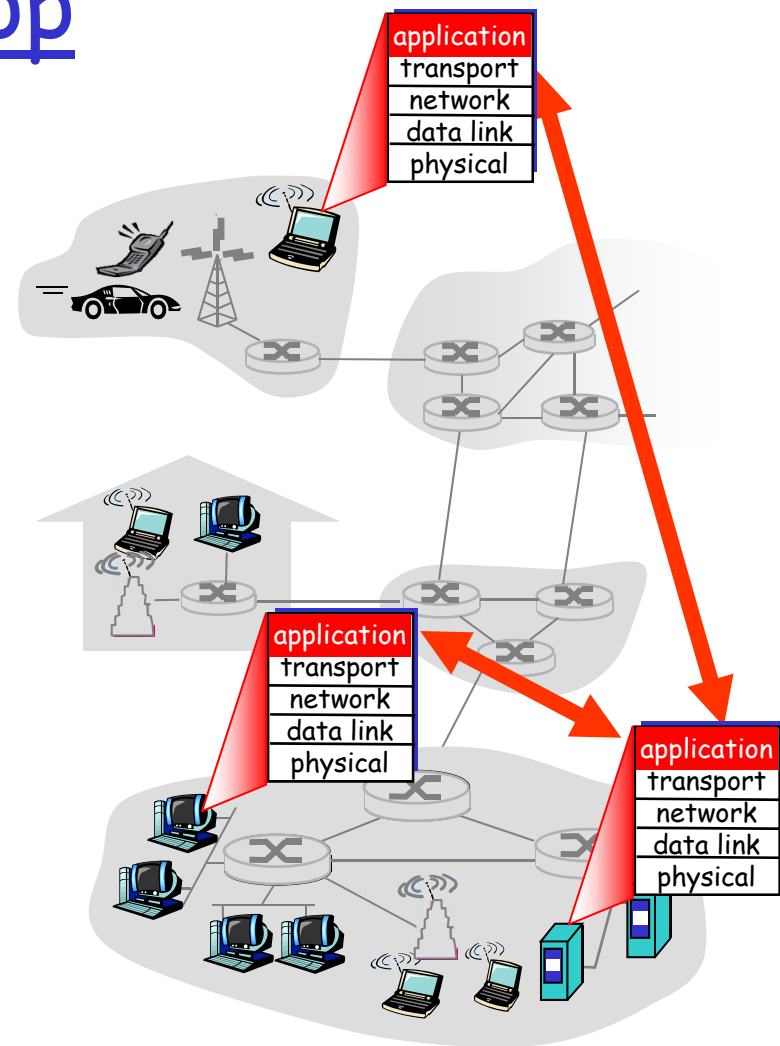 application
transport
network
data link
physical
application
transport
network
data link
physical
application
transport
network
data link
physical